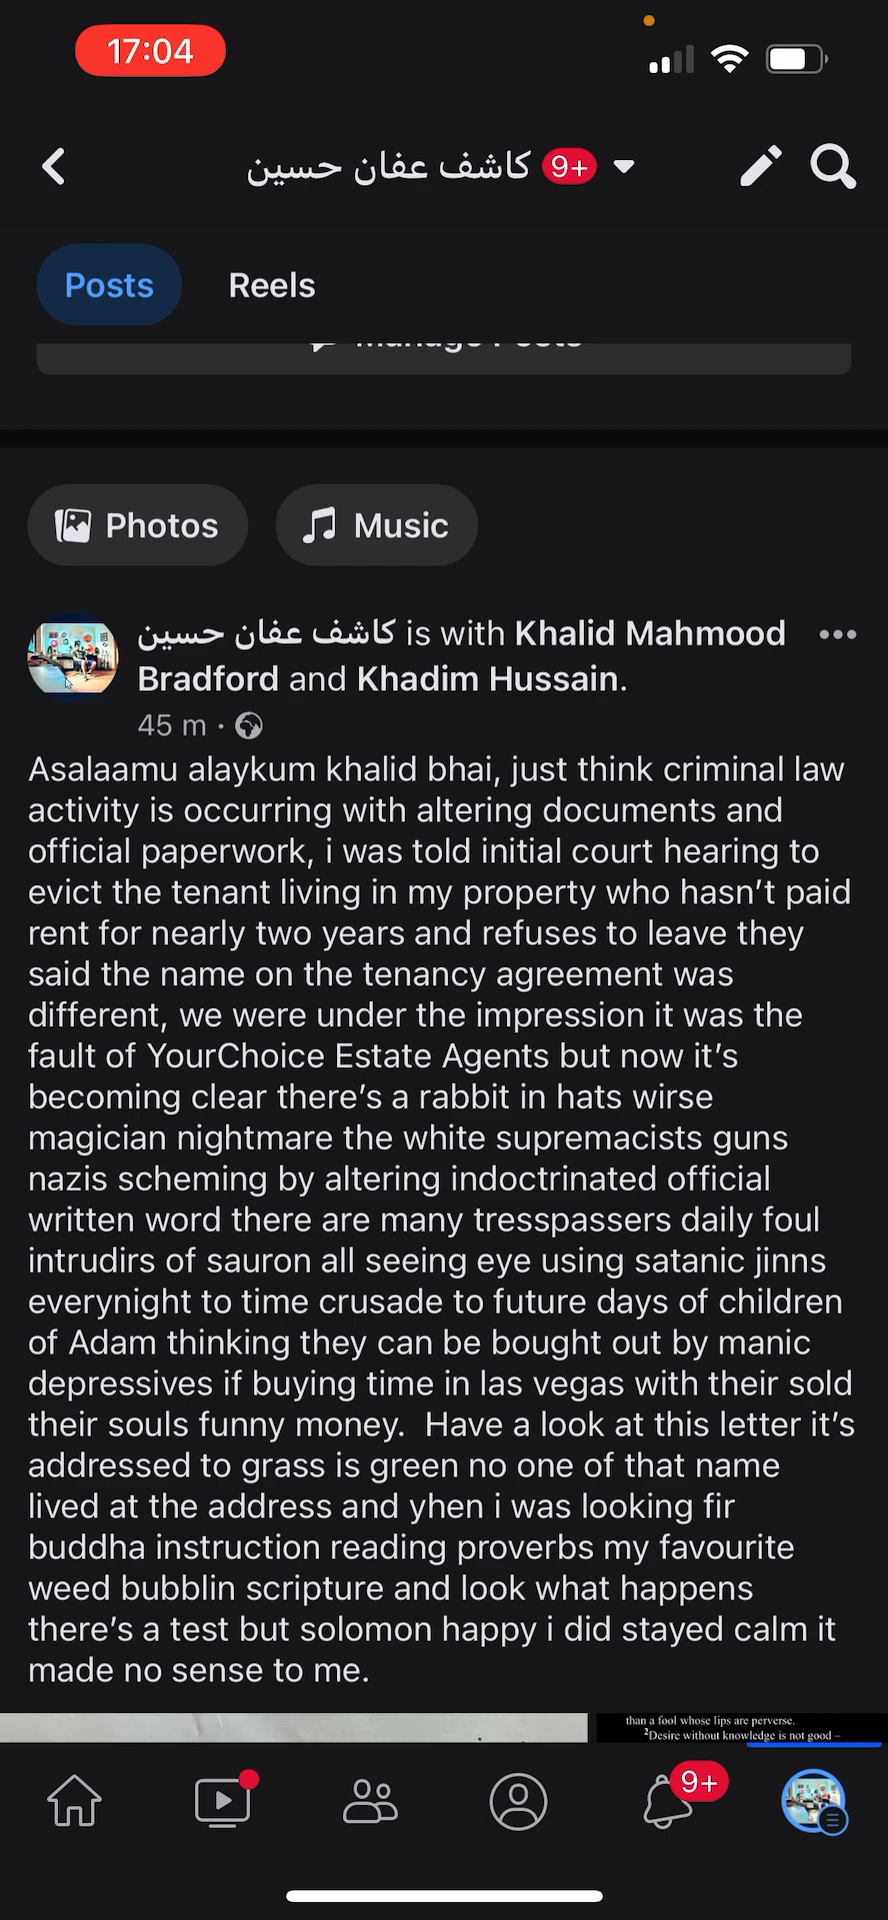 17:04
كاشف عفان حسين 9+
Posts Reels
Manage Posts
Photos Music
كاشف عفان حسين is with Khalid Mahmood
Bradford and Khadim Hussain.
45 m ·
Asalaamu alaykum khalid bhai, just think criminal law
activity is occurring with altering documents and
official paperwork, i was told initial court hearing to
evict the tenant living in my property who hasn't paid
rent for nearly two years and refuses to leave they
said the name on the tenancy agreement was
different, we were under the impression it was the
fault of YourChoice Estate Agents but now it's
becoming clear there's a rabbit in hats wirse
magician nightmare the white supremacists guns
nazis scheming by altering indoctrinated official
written word there are many tresspassers daily foul
intrudirs of sauron all seeing eye using satanic jinns
everynight to time crusade to future days of children
of Adam thinking they can be bought out by manic
depressives if buying time in las vegas with their sold
their souls funny money.  Have a look at this letter it's
addressed to grass is green no one of that name
lived at the address and yhen i was looking fir
buddha instruction reading proverbs my favourite
weed bubblin scripture and look what happens
there's a test but solomon happy i did stayed calm it
made no sense to me.
than a fool whose lips are perverse.
²Desire without knowledge is not good –
9+